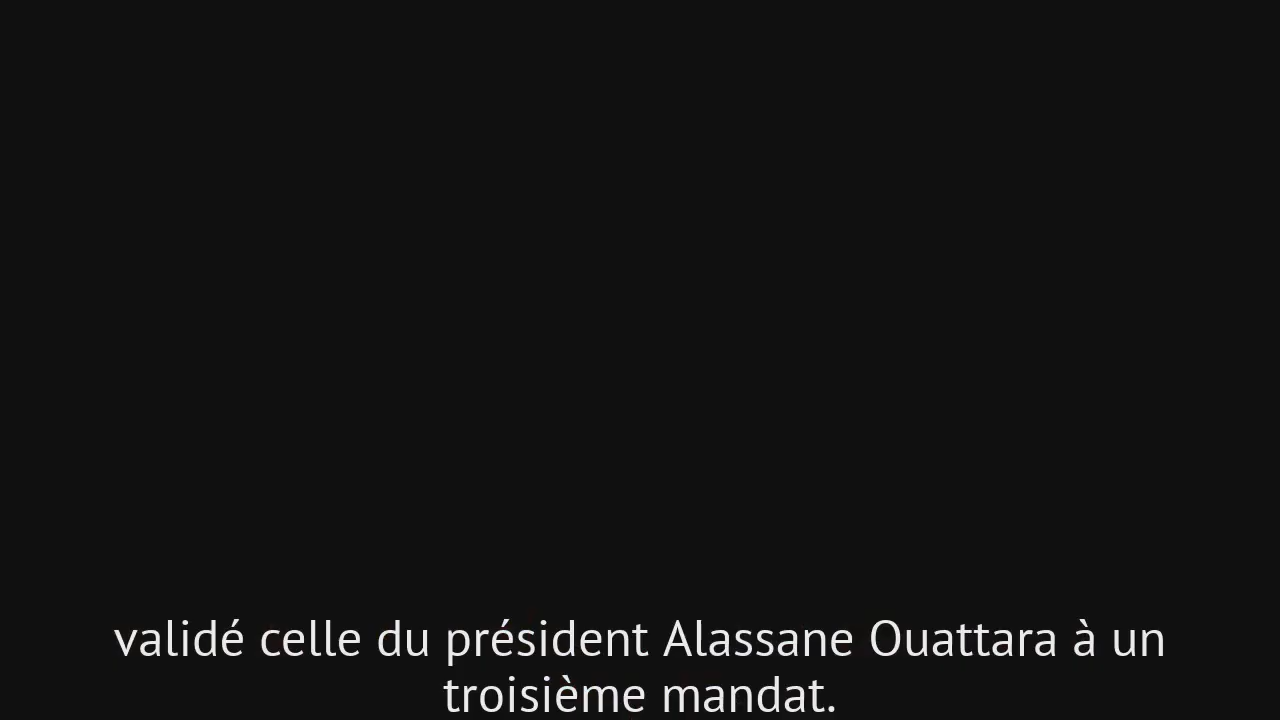 validé celle du président Alassane Ouattara à un
troisième mandat.